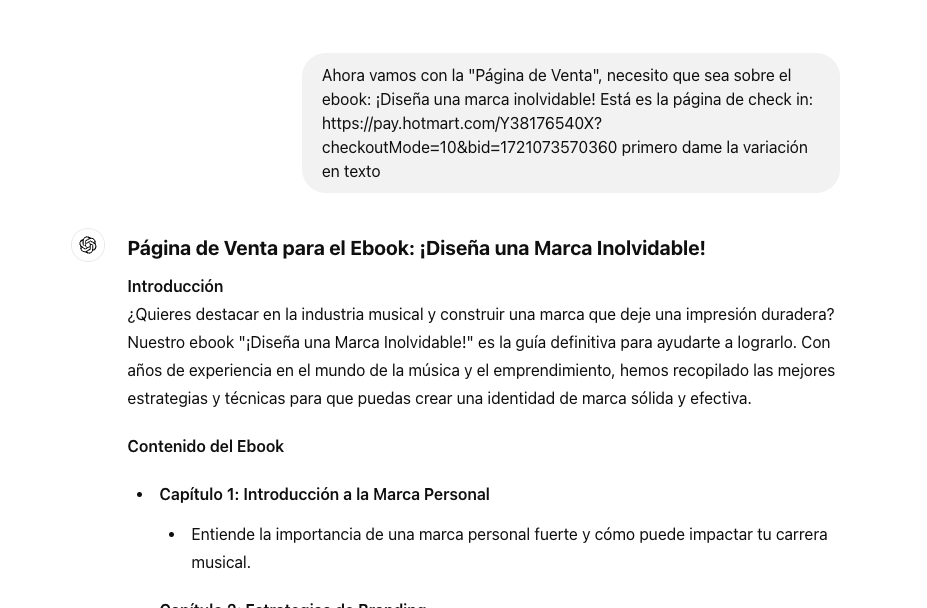 Ahora vamos con la "Página de Venta", necesito que sea sobre el
ebook: ¡Diseña una marca inolvidable! Está es la página de check in:
https://pay.hotmart.com/Y38176540X?
checkoutMode=10&bid=1721073570360 primero dame la variación
en texto
Página de Venta para el Ebook: ¡Diseña una Marca Inolvidable!
Introducción
¿Quieres destacar en la industria musical y construir una marca que deje una impresión duradera?
Nuestro ebook "¡Diseña una Marca Inolvidable!" es la guía definitiva para ayudarte a lograrlo. Con
años de experiencia en el mundo de la música y el emprendimiento, hemos recopilado las mejores
estrategias y técnicas para que puedas crear una identidad de marca sólida y efectiva.
Contenido del Ebook
• Capítulo 1: Introducción a la Marca Personal
• Entiende la importancia de una marca personal fuerte y cómo puede impactar tu carrera
musical.
Capítulo 2: Estrategias de Branding